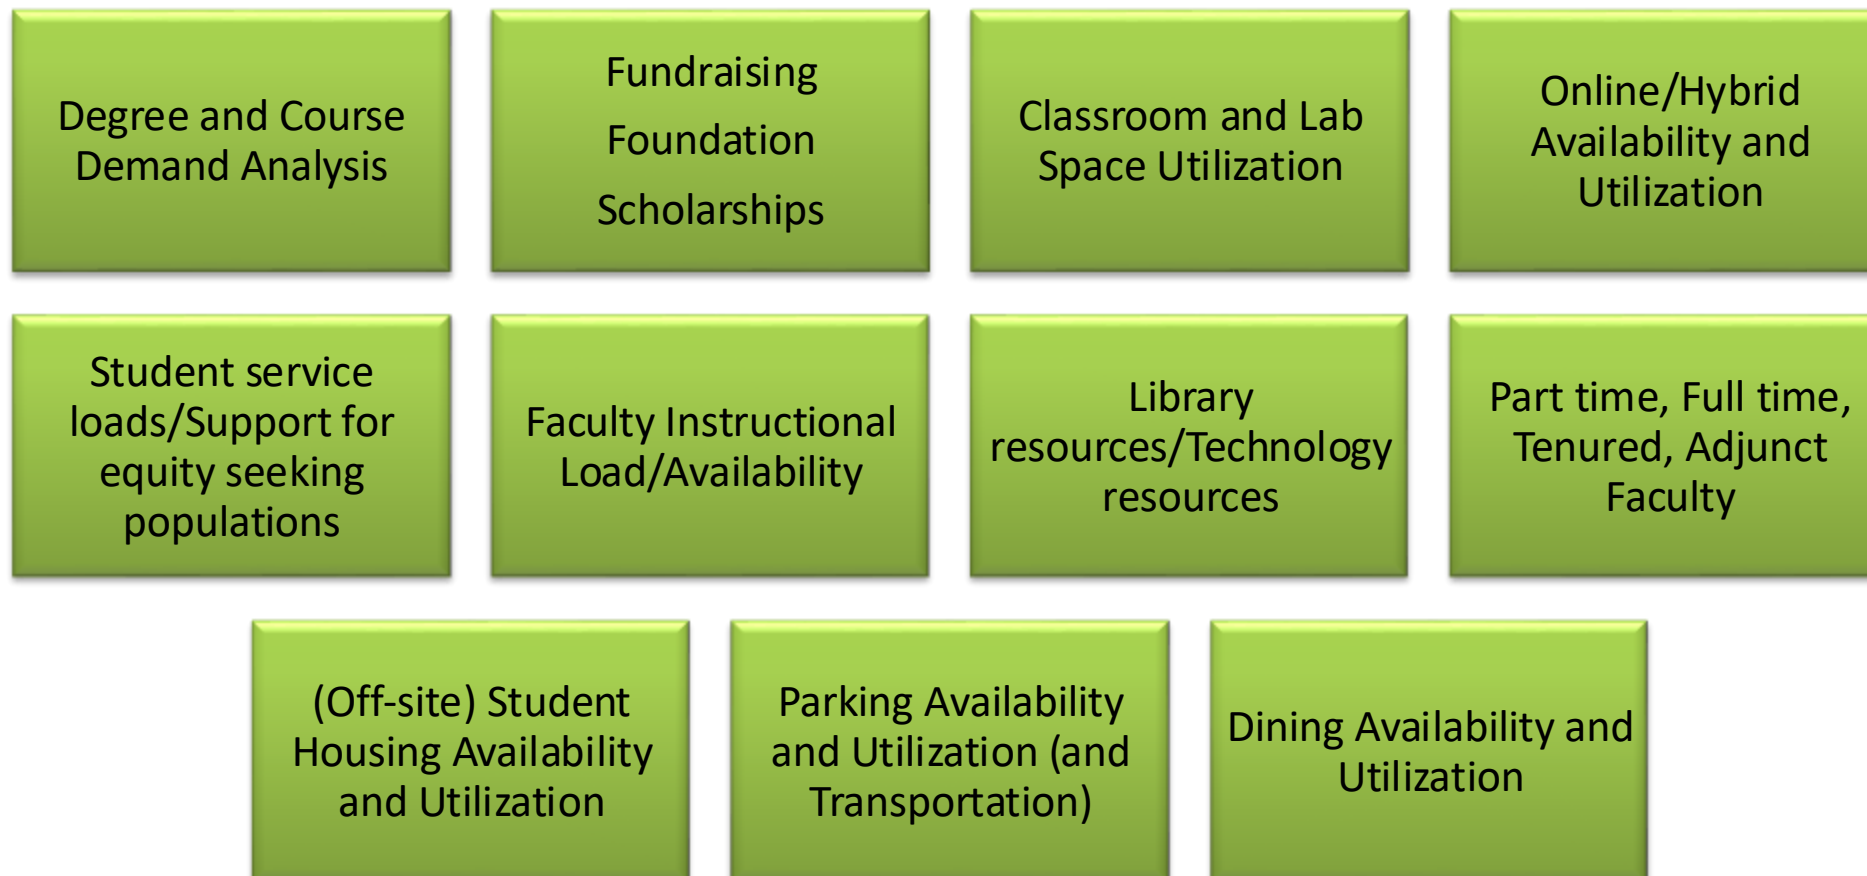 Degree and Course
Demand Analysis
Fundraising
Foundation
Scholarships
Classroom and Lab
Space Utilization
Online/Hybrid
Availability and
Utilization
Student service
loads/Support for
equity seeking
populations
Faculty Instructional
Load/Availability
Library
resources/Technology
resources
Part time, Full time,
Tenured, Adjunct
Faculty
(Off-site) Student
Housing Availability
and Utilization
Parking Availability
and Utilization (and
Transportation)
Dining Availability and
Utilization